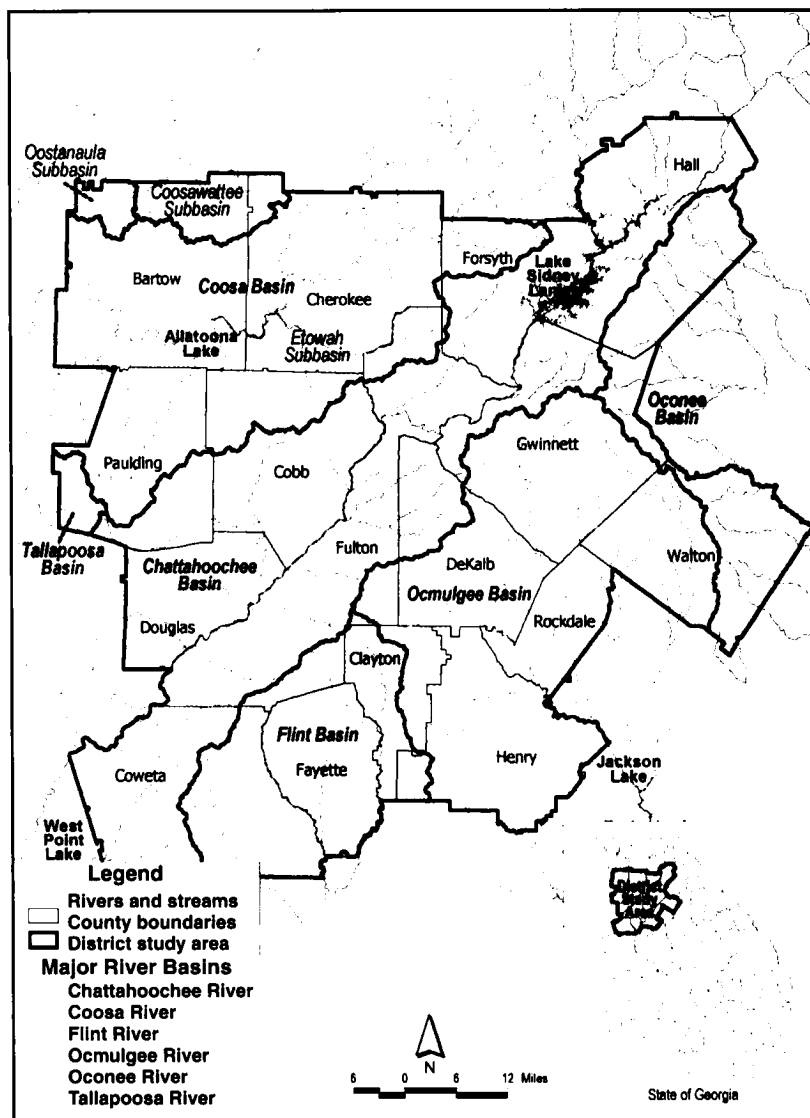 Hall
Oostanaula
Subbasin
Coosawattee
Subbasin
Forsyth
Lake
Sidney
Bartow
Coosa Basin
Cherokee
Allatoona
Lake
Etowah
Subbasin
Oconee
Basin
Gwinnett
Paulding
Cobb
Tallapoosa
Basin
Chattahoochee
Basin
Fulton
DeKalb
Ocmulgee Basin
Walton
Rockdale
Douglas
Clayton
Flint Basin
Fayette
Henry
Jackson
Lake
Coweta
West
Point
Lake
Legend
Rivers and streams
County boundaries
District study area
Major River Basins
Chattahoochee River
Coosa River
Flint River
Ocmulgee River
Oconee River
Tallapoosa River
District
Study
Area
N
6 0 6 12 Miles
State of Georgia